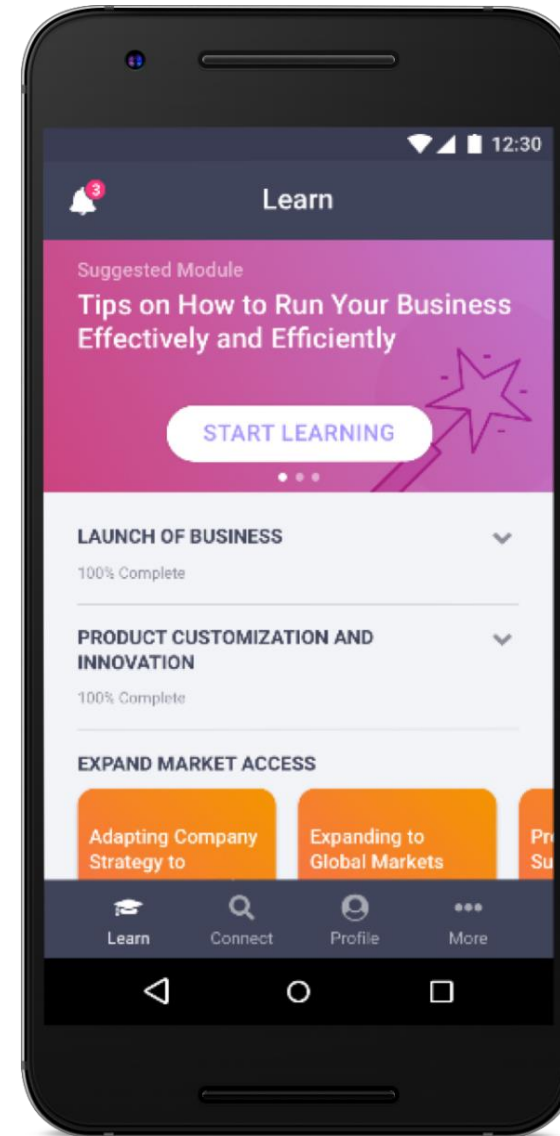 12:30
3
Learn
Suggested Module
Tips on How to Run Your Business
Effectively and Efficiently
START LEARNING
LAUNCH OF BUSINESS
100% Complete
PRODUCT CUSTOMIZATION AND
INNOVATION
100% Complete
EXPAND MARKET ACCESS
Adapting Company
Strategy to
Expanding to
Global Markets
Learn
Connect
Profile
More